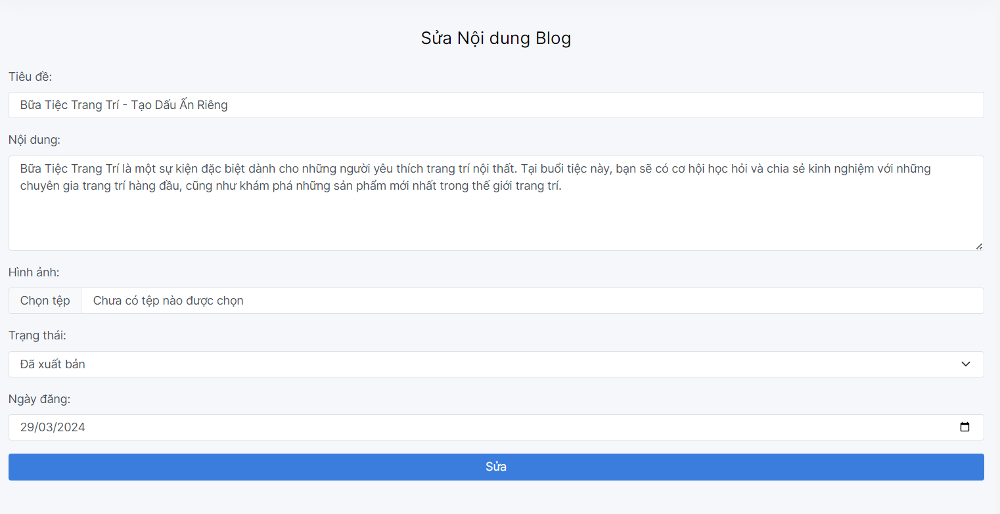 Sửa Nội dung Blog
Tiêu đề:
Bữa Tiệc Trang Trí - Tạo Dấu Ấn Riêng
Nội dung:
Bữa Tiệc Trang Trí là một sự kiện đặc biệt dành cho những người yêu thích trang trí nội thất. Tại buổi tiệc này, bạn sẽ có cơ hội học hỏi và chia sẻ kinh nghiệm với những
chuyên gia trang trí hàng đầu, cũng như khám phá những sản phẩm mới nhất trong thế giới trang trí.
Hình ảnh:
Chọn tệp Chưa có tệp nào được chọn
Trạng thái:
Đã xuất bản
Ngày đăng:
29/03/2024
Sửa